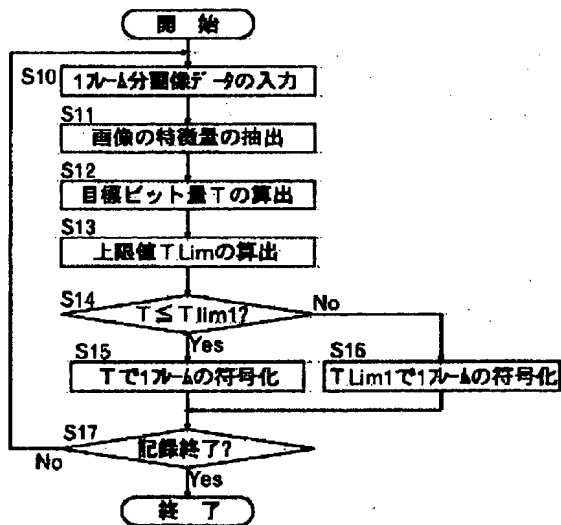 開 始
S10
1フレーム分画像データの入力
S11
画像の特徴量の抽出
S12
目標ビット量Tの算出
S13
上限値T.Limの算出
S14
T≦T.lim1?
No
Yes
S15
Tで1フレームの符号化
S16
T.Lim1で1フレームの符号化
S17
記録終了?
No
Yes
終 了